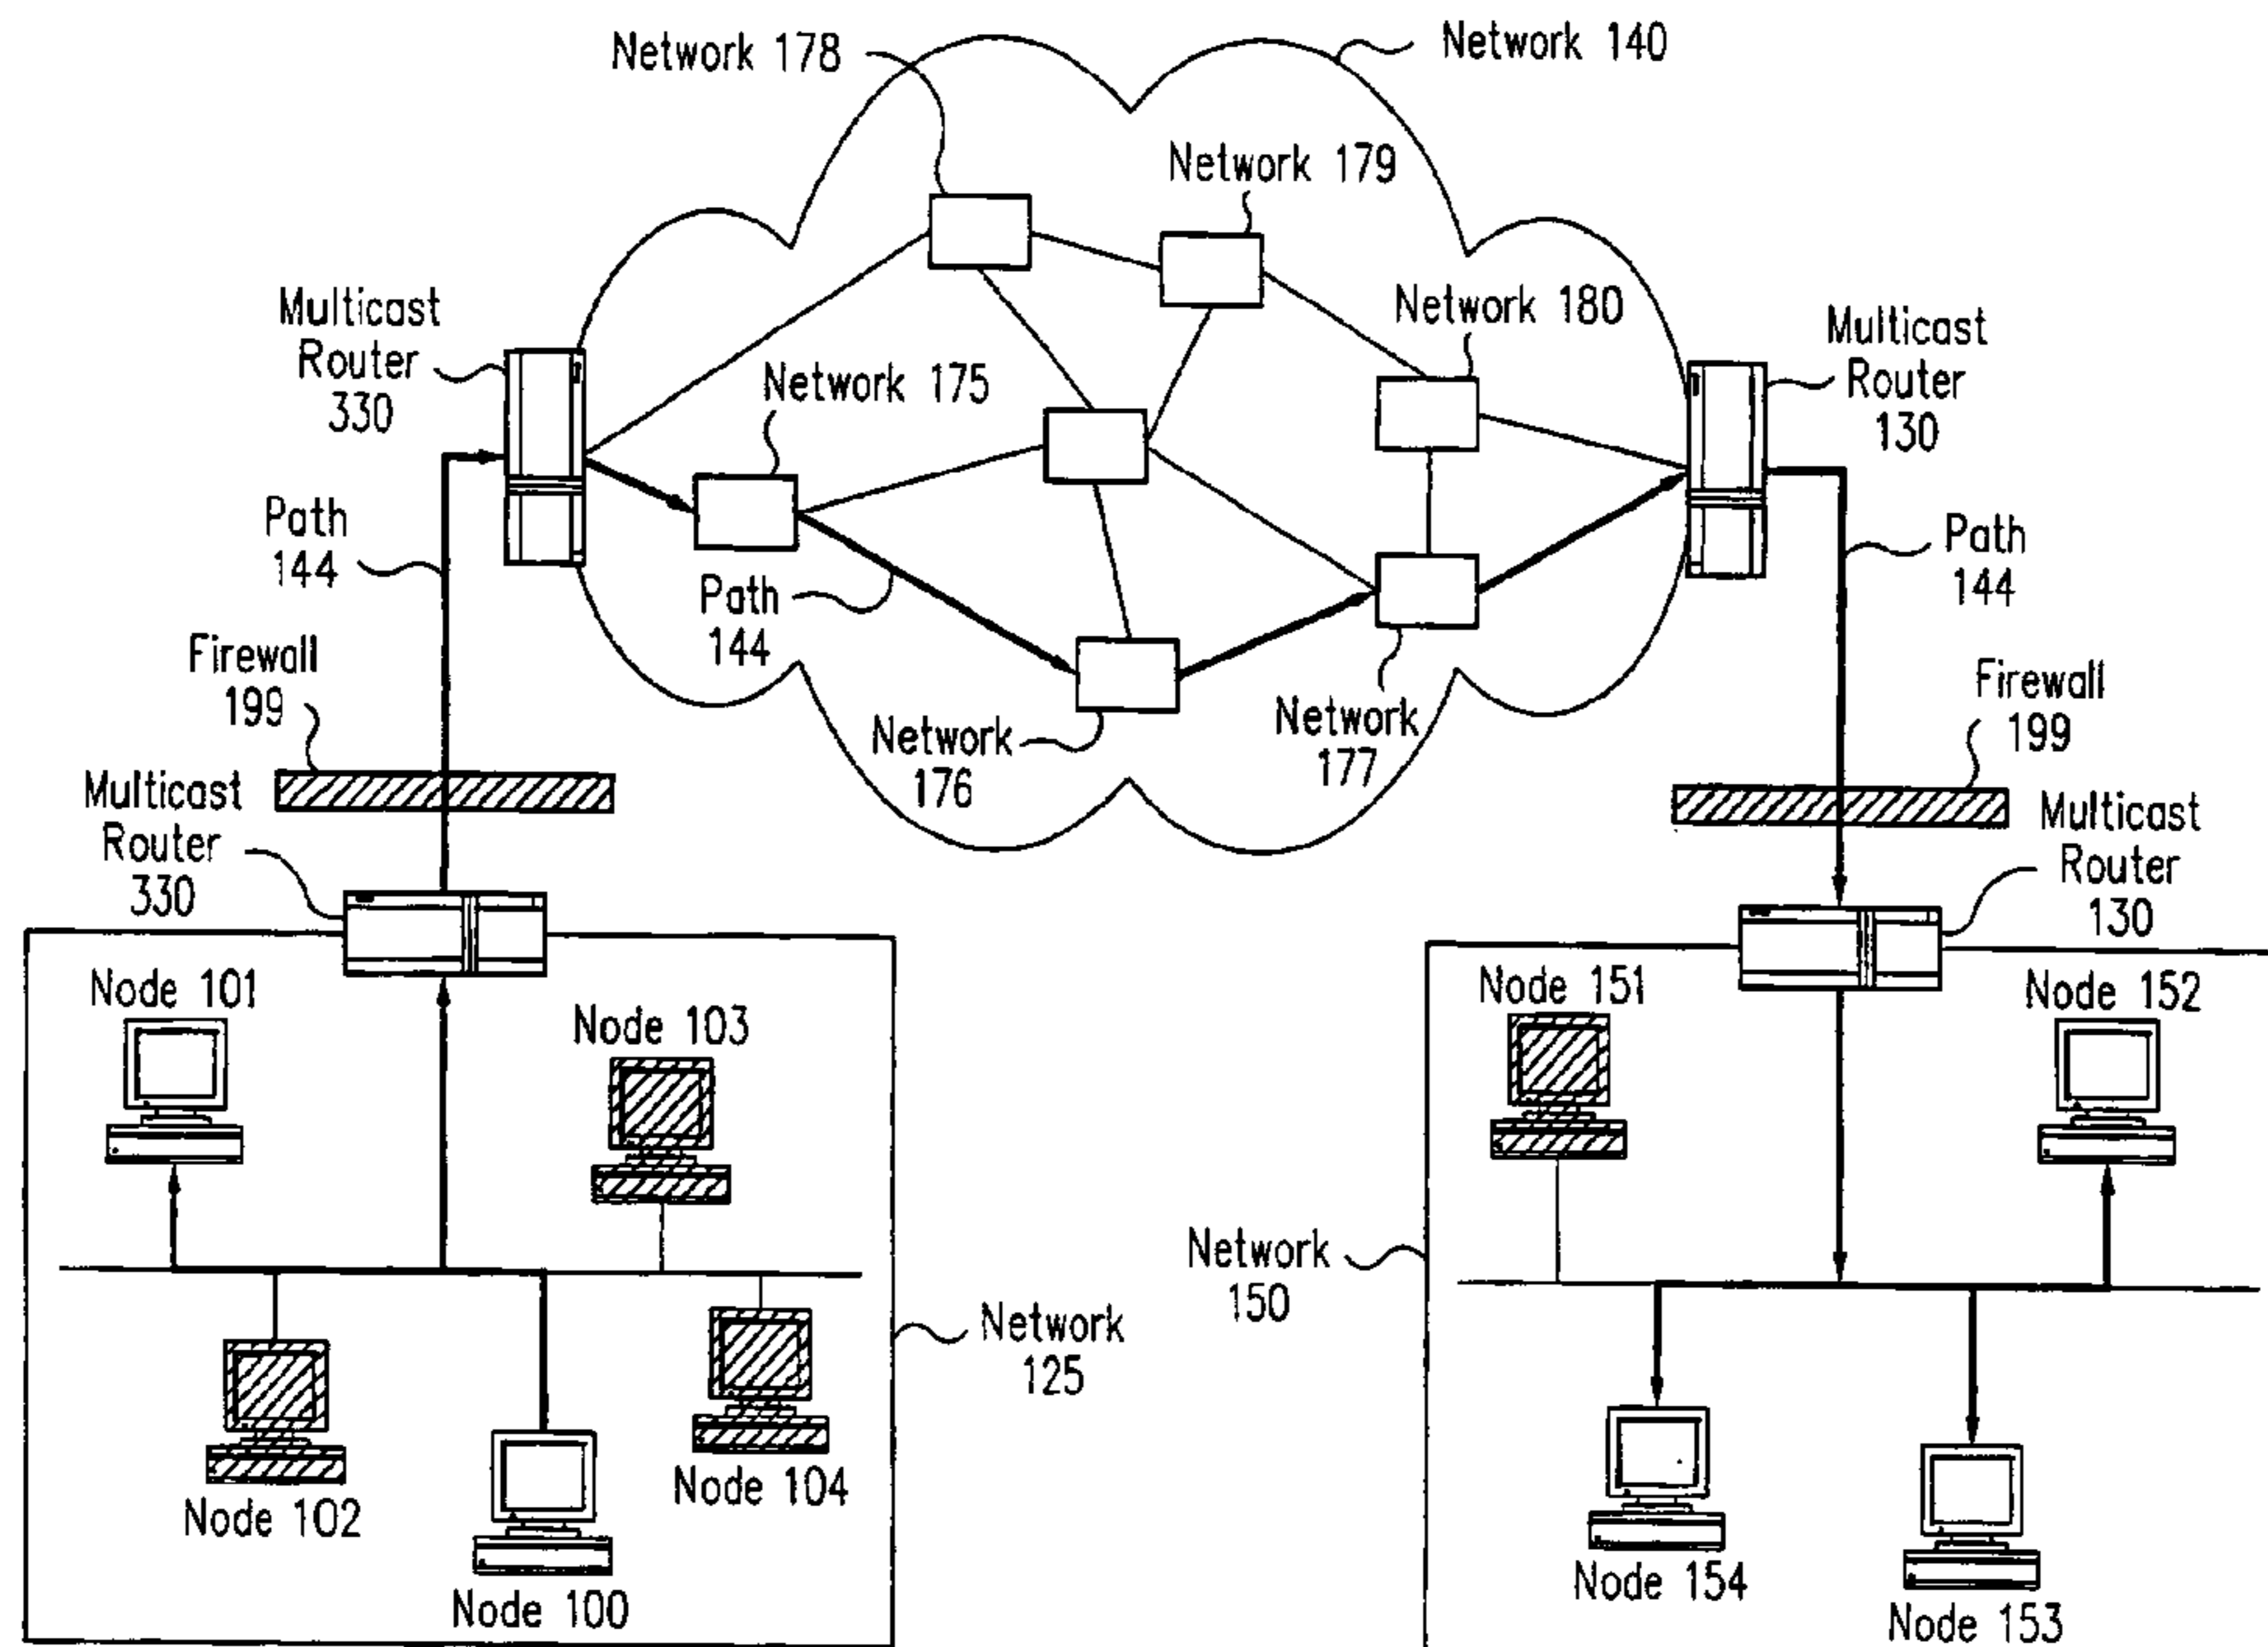 Network 178
Network 140
Network 179
Multicast
Router
330
Network 175
Network 180
Multicast
Router
130
Path
144
Path
144
Path
144
Firewall
199
Network
176
Network
177
Firewall
199
Multicast
Router
330
Multicast
Router
130
Node 101
Node 103
Node 151
Node 152
Network
125
Network
150
Node 102
Node 104
Node 100
Node 154
Node 153